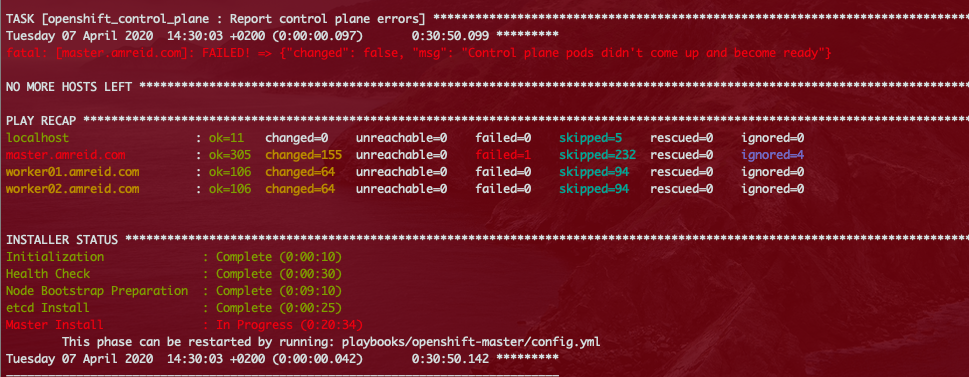 TASK [openshift_control_plane : Report control plane errors] ****************************************************************************
Tuesday 07 April 2020  14:30:03 +0200 (0:00:00.097)       0:30:50.099 *********
fatal: [master.amreid.com]: FAILED! => {"changed": false, "msg": "Control plane pods didn't come up and become ready"}
NO MORE HOSTS LEFT **********************************************************************************************************************
PLAY RECAP ******************************************************************************************************************************
localhost                  : ok=11   changed=0    unreachable=0    failed=0    skipped=5    rescued=0    ignored=0
master.amreid.com          : ok=305  changed=155  unreachable=0    failed=1    skipped=232  rescued=0    ignored=4
worker01.amreid.com        : ok=106  changed=64   unreachable=0    failed=0    skipped=94   rescued=0    ignored=0
worker02.amreid.com        : ok=106  changed=64   unreachable=0    failed=0    skipped=94   rescued=0    ignored=0
INSTALLER STATUS ************************************************************************************************************************
Initialization              : Complete (0:00:10)
Health Check                : Complete (0:00:30)
Node Bootstrap Preparation  : Complete (0:09:10)
etcd Install                : Complete (0:00:25)
Master Install              : In Progress (0:20:34)
        This phase can be restarted by running: playbooks/openshift-master/config.yml
Tuesday 07 April 2020  14:30:03 +0200 (0:00:00.042)       0:30:50.142 *********